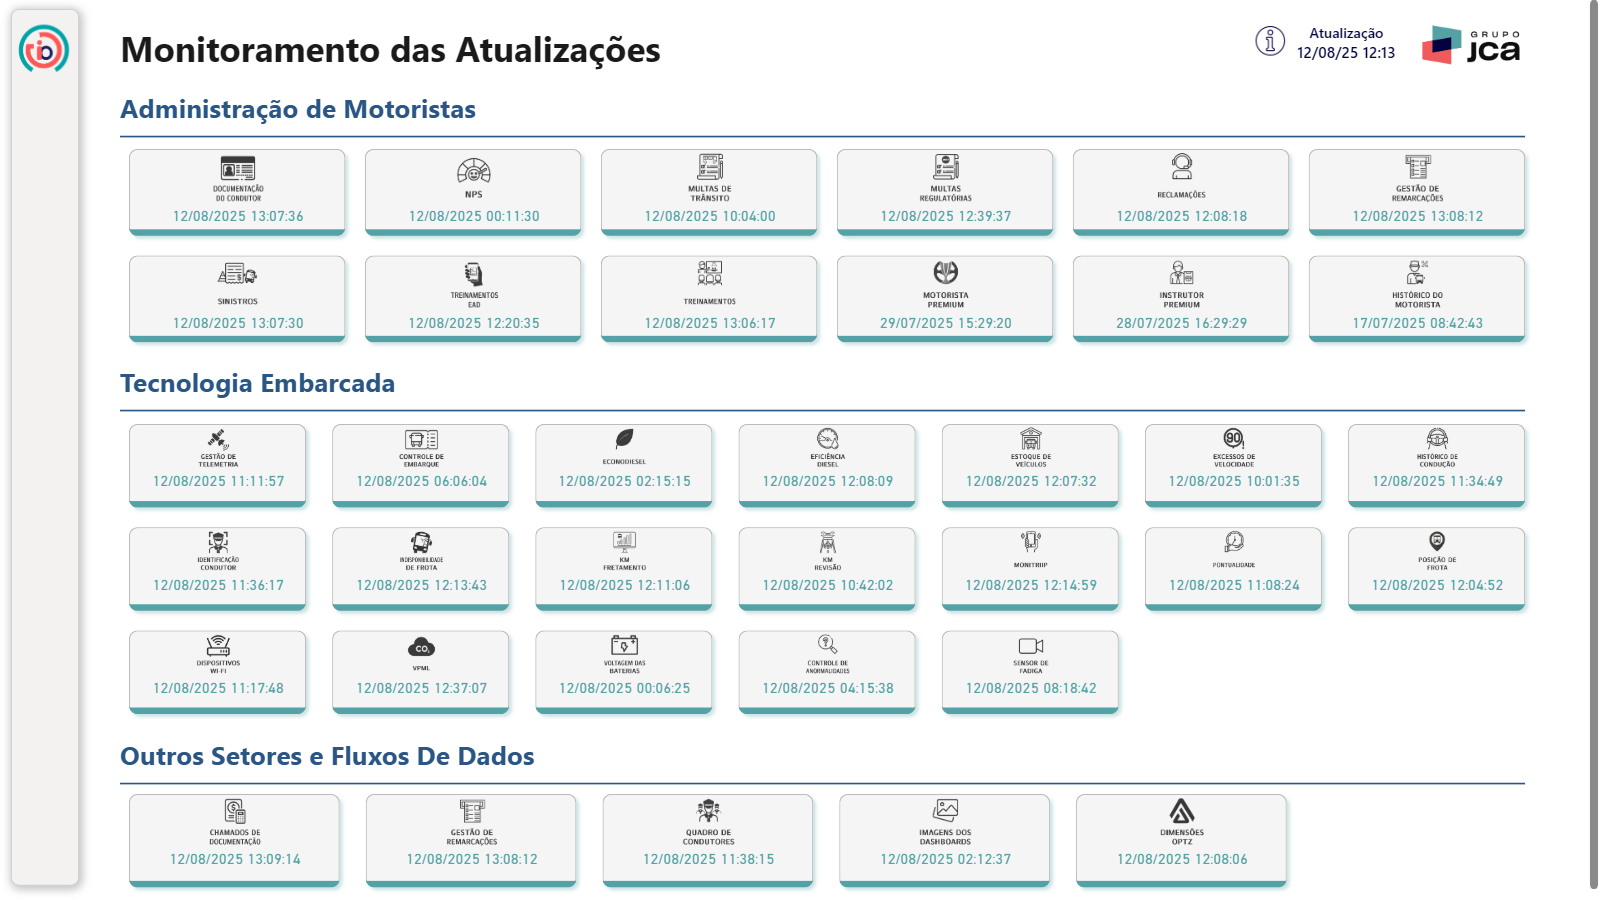 Monitoramento das Atualizações
Atualização
12/08/25 12:13
GRUPO
jca
Administração de Motoristas
DOCUMENTAÇÃO
DO CONDUTOR
12/08/2025 13:07:36
NPS
12/08/2025 00:11:30
MULTAS DE
TRÂNSITO
12/08/2025 10:04:00
MULTAS
REGULATÓRIAS
12/08/2025 12:39:37
RECLAMAÇÕES
12/08/2025 12:08:18
GESTÃO DE
REMARCAÇÕES
12/08/2025 13:08:12
SINISTROS
12/08/2025 13:07:30
TREINAMENTOS
EAD
12/08/2025 12:20:35
TREINAMENTOS
12/08/2025 13:06:17
MOTORISTA
PREMIUM
29/07/2025 15:29:20
INSTRUTOR
PREMIUM
28/07/2025 16:29:29
HISTÓRICO DO
MOTORISTA
17/07/2025 08:42:43
Tecnologia Embarcada
GESTÃO DE
TELEMETRIA
12/08/2025 11:11:57
CONTROLE DE
EMBARQUE
12/08/2025 06:06:04
ECONODIESEL
12/08/2025 02:15:15
EFICIÊNCIA
DIESEL
12/08/2025 12:08:09
ESTOQUE DE
VEÍCULOS
12/08/2025 12:07:32
90
EXCESSOS DE
VELOCIDADE
12/08/2025 10:01:35
HISTÓRICO DE
CONDUÇÃO
12/08/2025 11:34:49
IDENTIFICAÇÃO
CONDUTOR
12/08/2025 11:36:17
INDISPONIBILIDADE
DE FROTA
12/08/2025 12:13:43
KM
FRETAMENTO
12/08/2025 12:11:06
KM
REVISÃO
12/08/2025 10:42:02
MONITRIIP
12/08/2025 12:14:59
PONTUALIDADE
12/08/2025 11:08:24
POSIÇÃO DE
FROTA
12/08/2025 12:04:52
DISPOSITIVOS
WI-FI
12/08/2025 11:17:48
CO₂
VPML
12/08/2025 12:37:07
VOLTAGEM DAS
BATERIAS
12/08/2025 00:06:25
CONTROLE DE
ANORMALIDADES
12/08/2025 04:15:38
SENSOR DE
FADIGA
12/08/2025 08:18:42
Outros Setores e Fluxos De Dados
CHAMADOS DE
DOCUMENTAÇÃO
12/08/2025 13:09:14
GESTÃO DE
REMARCAÇÕES
12/08/2025 13:08:12
QUADRO DE
CONDUTORES
12/08/2025 11:38:15
IMAGENS DOS
DASHBOARDS
12/08/2025 02:12:37
DIMENSÕES
OPTZ
12/08/2025 12:08:06